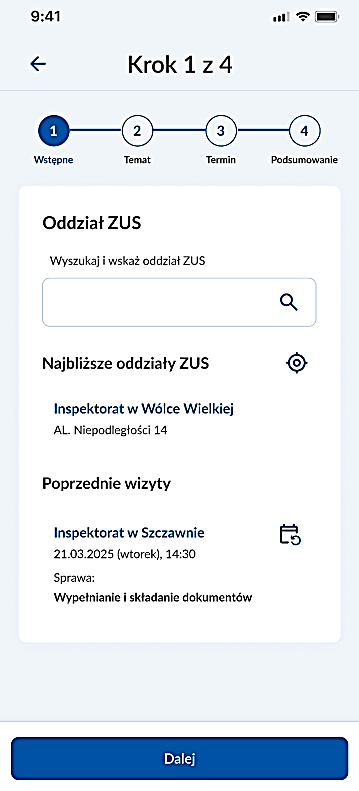 9:41
Krok 1 z 4
1 2 3 4
Wstępne Temat Termin Podsumowanie
Oddział ZUS
Wyszukaj i wskaż oddział ZUS
Najbliższe oddziały ZUS
Inspektorat w Wólce Wielkiej
AL. Niepodległości 14
Poprzednie wizyty
Inspektorat w Szczawnie
21.03.2025 (wtorek), 14:30
Sprawa:
Wypełnianie i składanie dokumentów
Dalej